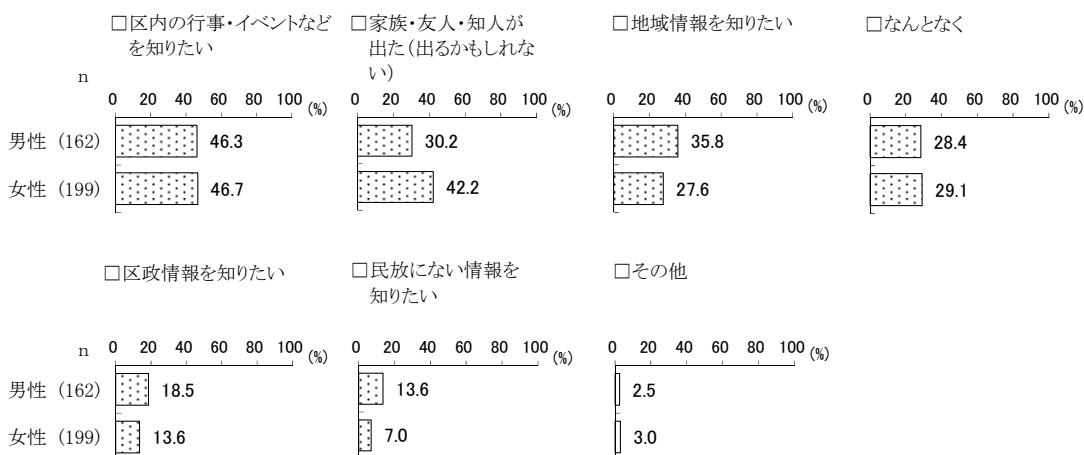 □区内の行事・イベントなど
を知りたい
□家族・友人・知人が
出た(出るかもしれな
い)
□地域情報を知りたい
□なんとなく
n
0 20 40 60 80 100 (%)
0 20 40 60 80 100 (%)
0 20 40 60 80 100 (%)
0 20 40 60 80 100 (%)
男性 (162) 46.3 30.2 35.8 28.4
女性 (199) 46.7 42.2 27.6 29.1
□区政情報を知りたい
□民放にない情報を
知りたい
□その他
n
0 20 40 60 80 100 (%)
0 20 40 60 80 100 (%)
0 20 40 60 80 100 (%)
男性 (162) 18.5 13.6 2.5
女性 (199) 13.6 7.0 3.0